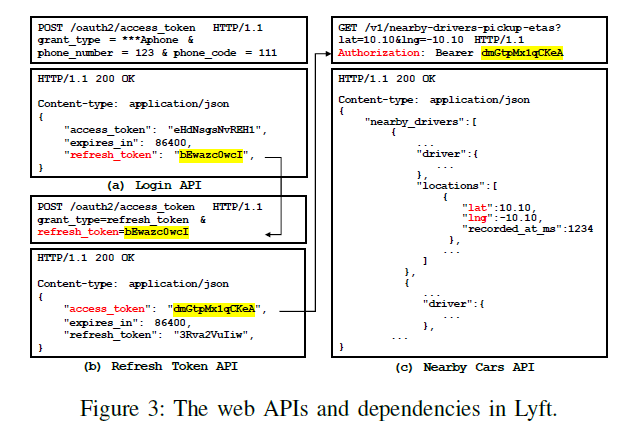 POST /oauth2/access_token HTTP/1.1
grant_type = ***Aphone &
phone_number = 123 & phone_code = 111
HTTP/1.1 200 OK
Content-type: application/json
{
"access_token": "eHdNsgsNvREH1",
"expires_in": 86400,
"refresh_token": "bEwazc0wcI",
}
(a) Login API
POST /oauth2/access_token HTTP/1.1
grant_type=refresh_token &
refresh_token=bEwazc0wcI
HTTP/1.1 200 OK
Content-type: application/json
{
"access_token": "dmGtpMx1qCKeA",
"expires_in": 86400,
"refresh_token": "3Rva2VuIiw",
}
(b) Refresh Token API
GET /v1/nearby-drivers-pickup-etas?
lat=10.10&lng=-10.10 HTTP/1.1
Authorization: Bearer dmGtpMx1qCKeA
HTTP/1.1 200 OK
Content-type: application/json
{
"nearby_drivers":[
{
...
"driver":{
...
},
"locations":[
{
"lat":10.10,
"lng":-10.10,
"recorded_at_ms":1234
},
...
]
},
{
...
"driver":{
...
},
...
}
(c) Nearby Cars API
Figure 3: The web APIs and dependencies in Lyft.